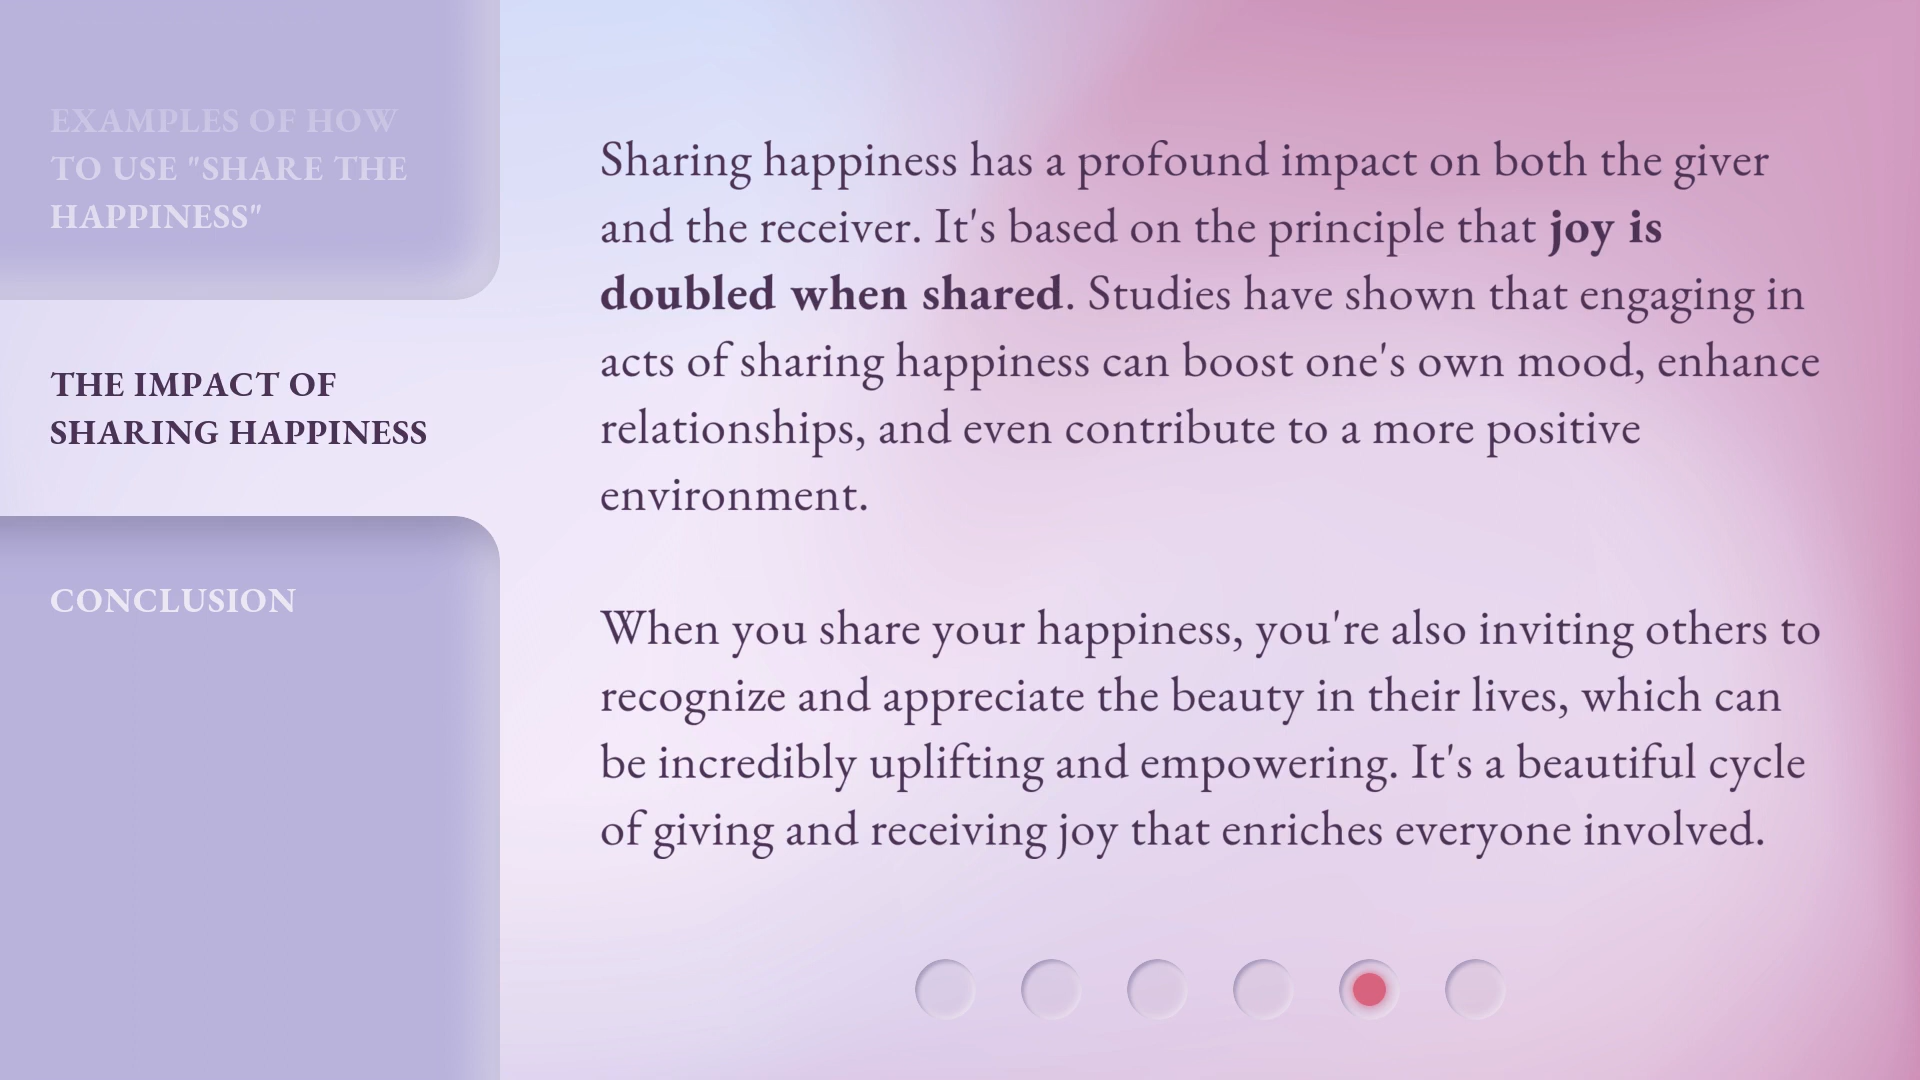 EXAMPLES OF HOW
TO USE "SHARE THE
HAPPINESS"
THE IMPACT OF
SHARING HAPPINESS
CONCLUSION
Sharing happiness has a profound impact on both the giver
and the receiver. It's based on the principle that joy is
doubled when shared. Studies have shown that engaging in
acts of sharing happiness can boost one's own mood, enhance
relationships, and even contribute to a more positive
environment.
When you share your happiness, you're also inviting others to
recognize and appreciate the beauty in their lives, which can
be incredibly uplifting and empowering. It's a beautiful cycle
of giving and receiving joy that enriches everyone involved.